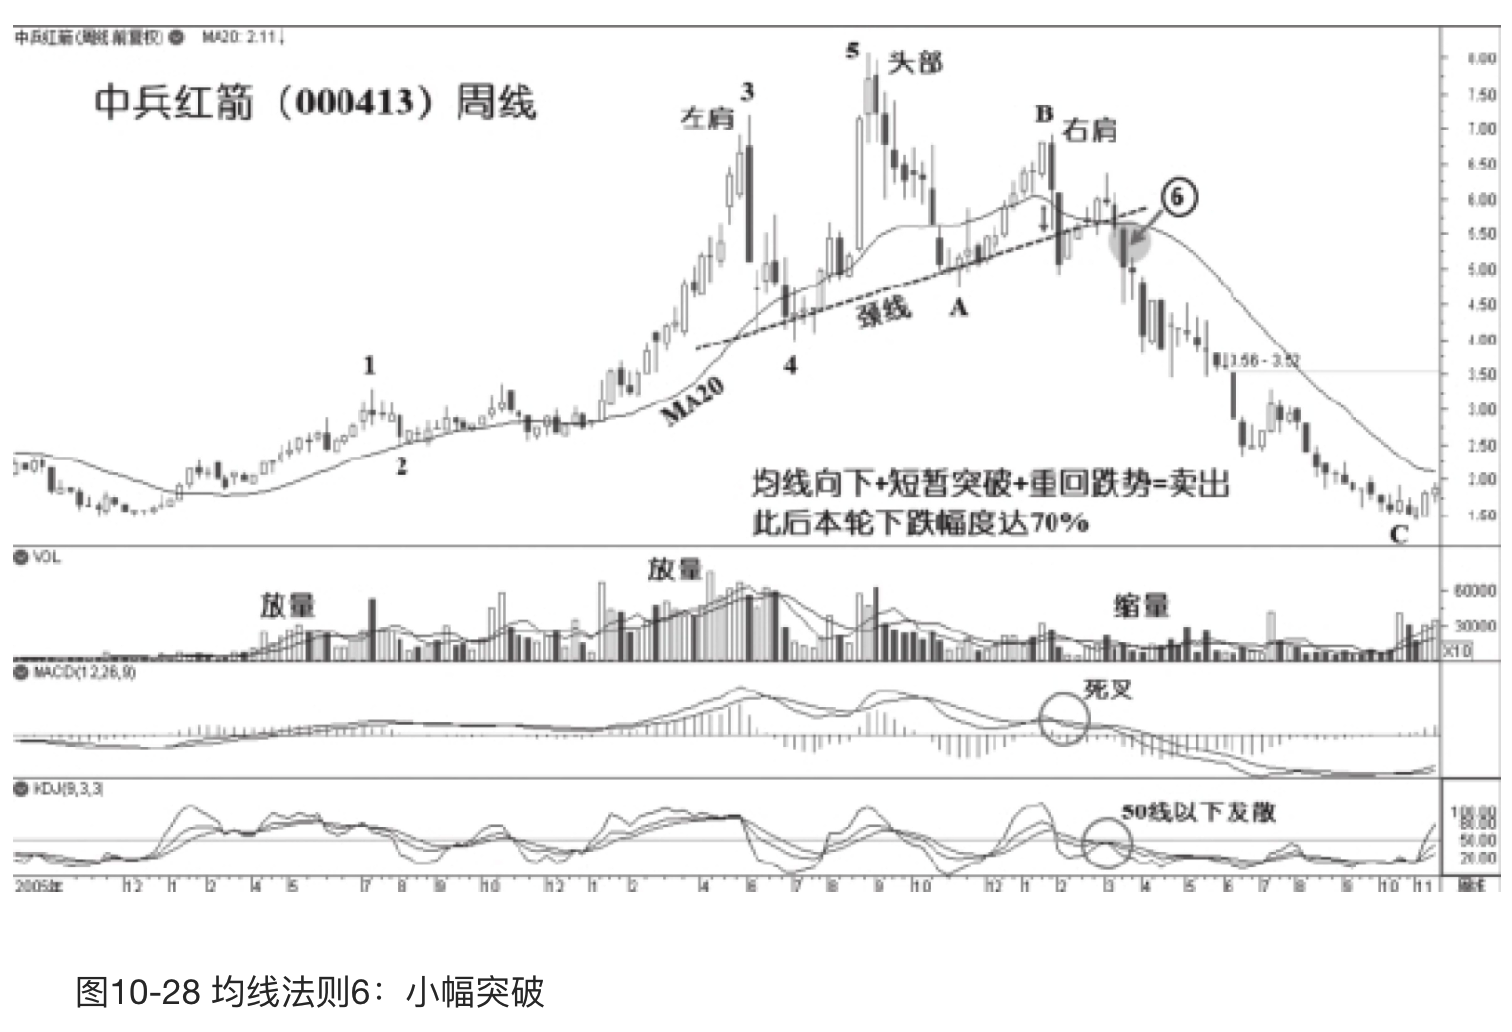 中兵红箭(周线 前复权) MA20: 2.11↓
中兵红箭（000413）周线
5 头部
3
左肩
B
右肩
8.00
7.50
7.00
6.50
6.00
5.50
5.00
4.50
4.00
3.50
3.00
2.50
2.00
1.50
6
颈线
A
1
4
MA20
2
3.56 - 3.52
均线向下+短暂突破+重回跌势=卖出
此后本轮下跌幅度达70%
C
VOL
放量
放量
缩量
60000
30000
X10
MACD(12,26,9)
死叉
KDJ(9,3,3)
50线以下发散
100.00
80.00
50.00
20.00
2005年 12 1 2 4 5 7 8 9 10 12 1 2 4 6 7 8 9 10 12 1 2 3 4 5 6 7 8 9 10 11 周线
图10-28 均线法则6：小幅突破